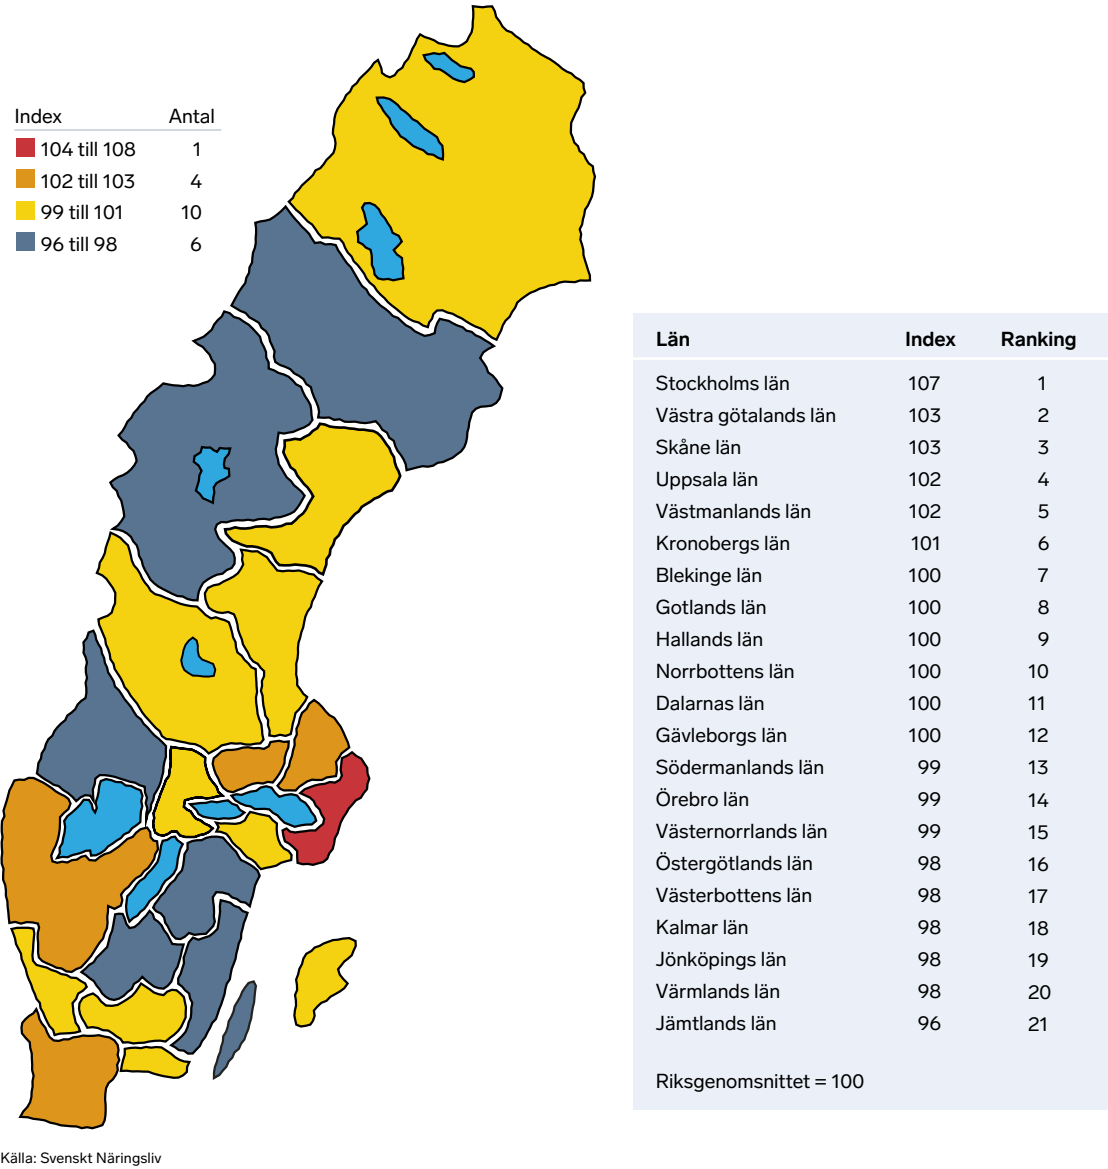 Index Antal
104 till 108 1
102 till 103 4
99 till 101 10
96 till 98 6
Län Index Ranking
Stockholms län 107 1
Västra götalands län 103 2
Skåne län 103 3
Uppsala län 102 4
Västmanlands län 102 5
Kronobergs län 101 6
Blekinge län 100 7
Gotlands län 100 8
Hallands län 100 9
Norrbottens län 100 10
Dalarnas län 100 11
Gävleborgs län 100 12
Södermanlands län 99 13
Örebro län 99 14
Västernorrlands län 99 15
Östergötlands län 98 16
Västerbottens län 98 17
Kalmar län 98 18
Jönköpings län 98 19
Värmlands län 98 20
Jämtlands län 96 21
Riksgenomsnittet = 100
Källa: Svenskt Näringsliv